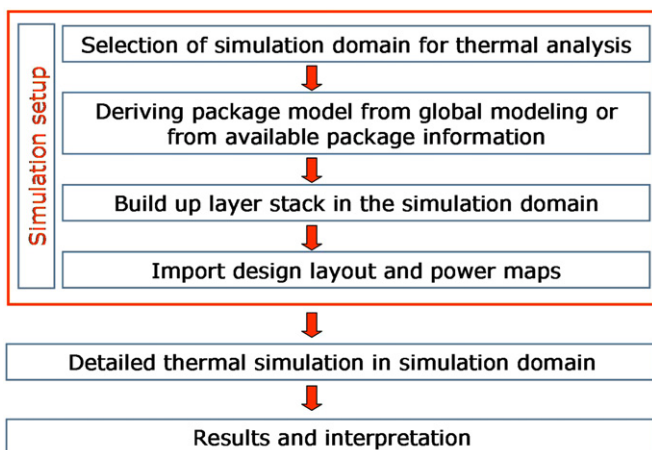 Simulation setup
Selection of simulation domain for thermal analysis
Deriving package model from global modeling or
from available package information
Build up layer stack in the simulation domain
Import design layout and power maps
Detailed thermal simulation in simulation domain
Results and interpretation